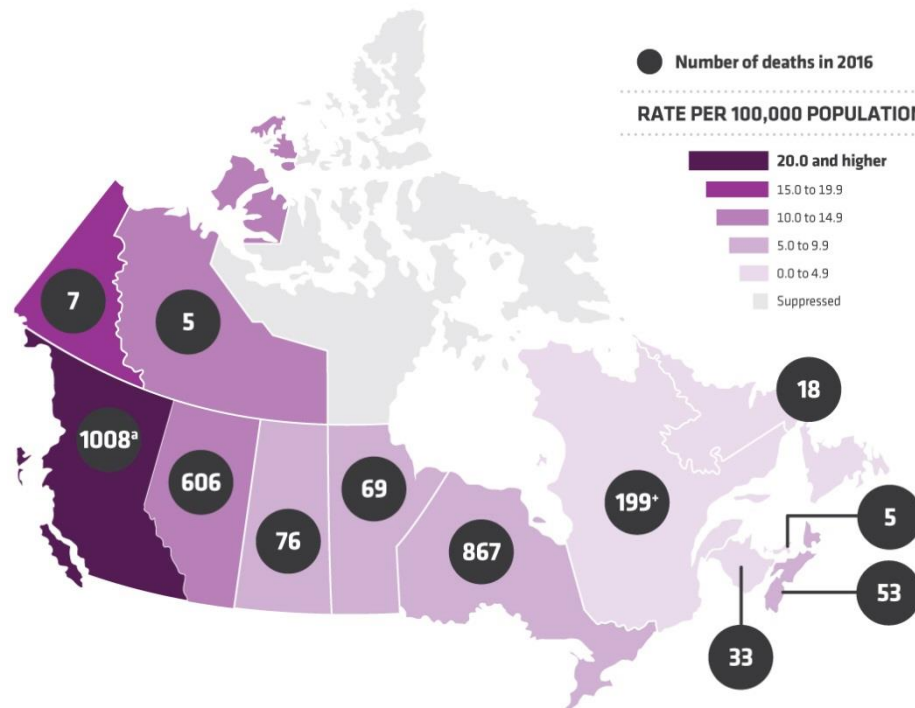 Number of deaths in 2016
RATE PER 100,000 POPULATION
20.0 and higher
15.0 to 19.9
10.0 to 14.9
5.0 to 9.9
0.0 to 4.9
Suppressed
7
5
18
1008ᵃ
606
69
199⁺
76
867
5
53
33